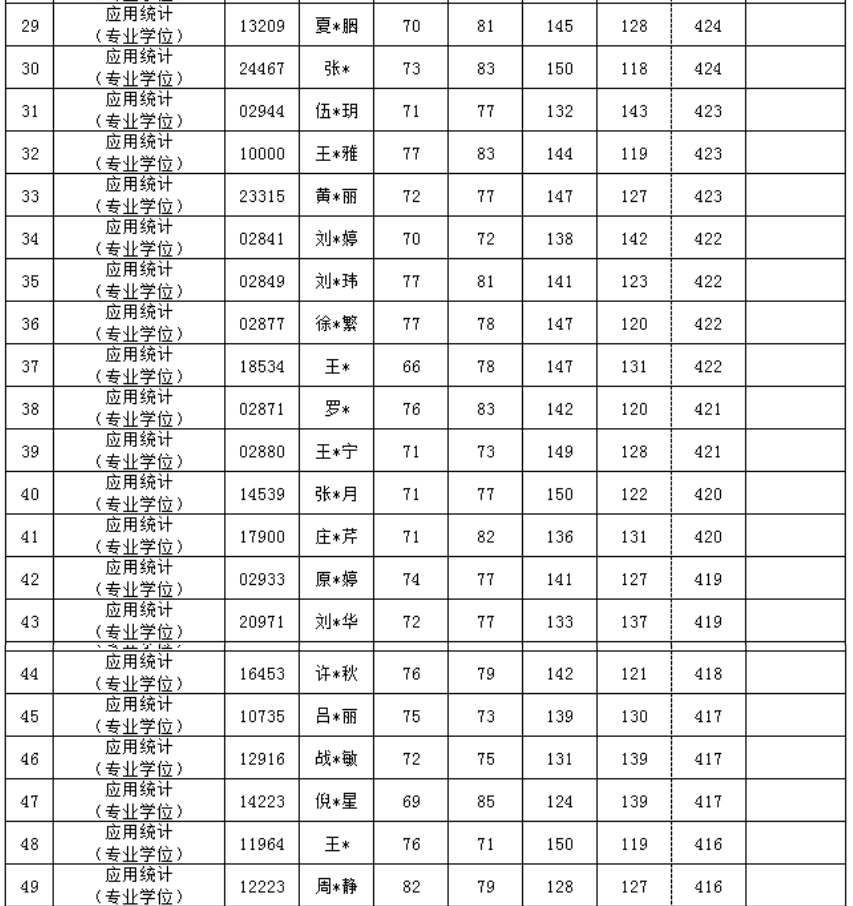 29 应用统计 13209 夏*胭 70 81 145 128 424
（专业学位）
30 应用统计 24467 张* 73 83 150 118 424
（专业学位）
31 应用统计 02944 伍*玥 71 77 132 143 423
（专业学位）
32 应用统计 10000 王*雅 77 83 144 119 423
（专业学位）
33 应用统计 23315 黄*丽 72 77 147 127 423
（专业学位）
34 应用统计 02841 刘*婷 70 72 138 142 422
（专业学位）
35 应用统计 02849 刘*玮 77 81 141 123 422
（专业学位）
36 应用统计 02877 徐*繁 77 78 147 120 422
（专业学位）
37 应用统计 18534 王* 66 78 147 131 422
（专业学位）
38 应用统计 02871 罗* 76 83 142 120 421
（专业学位）
39 应用统计 02880 王*宁 71 73 149 128 421
（专业学位）
40 应用统计 14539 张*月 71 77 150 122 420
（专业学位）
41 应用统计 17900 庄*芹 71 82 136 131 420
（专业学位）
42 应用统计 02933 原*婷 74 77 141 127 419
（专业学位）
43 应用统计 20971 刘*华 72 77 133 137 419
（专业学位）
44 应用统计 16453 许*秋 76 79 142 121 418
（专业学位）
45 应用统计 10735 吕*丽 75 73 139 130 417
（专业学位）
46 应用统计 12916 战*敏 72 75 131 139 417
（专业学位）
47 应用统计 14223 倪*星 69 85 124 139 417
（专业学位）
48 应用统计 11964 王* 76 71 150 119 416
（专业学位）
49 应用统计 12223 周*静 82 79 128 127 416
（专业学位）